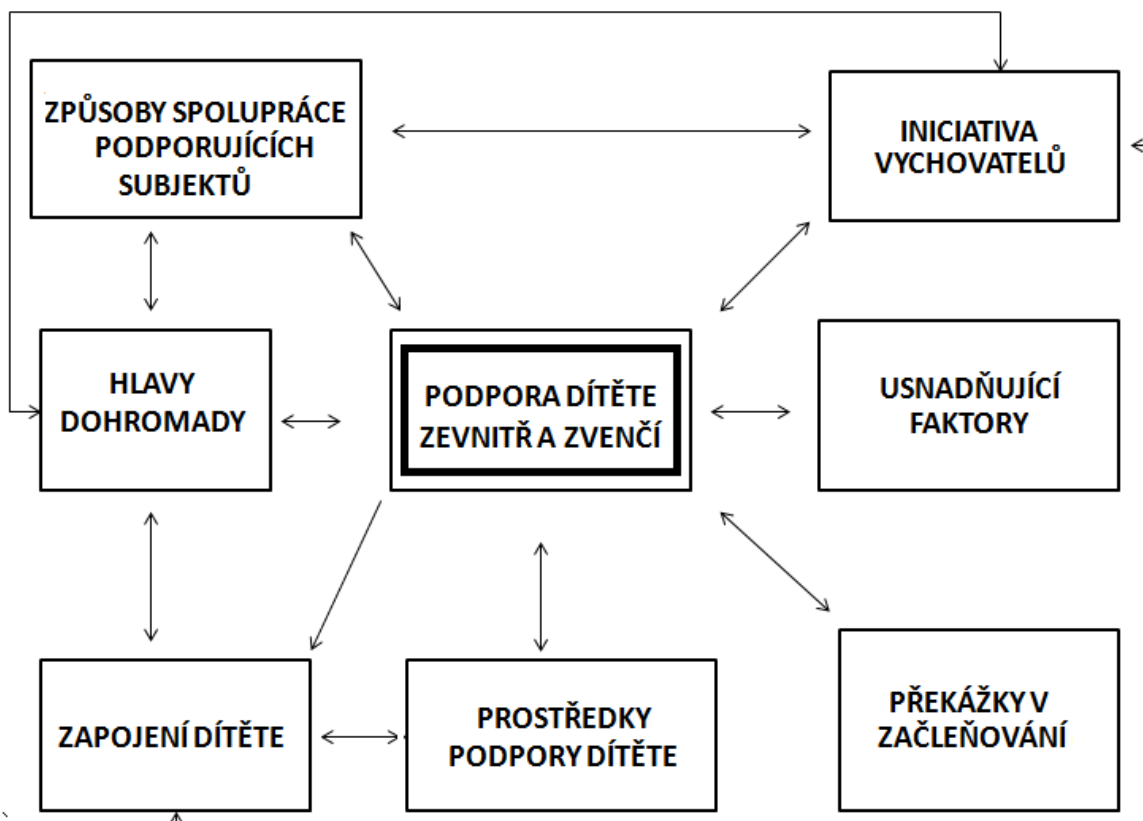 ZPŮSOBY SPOLUPRÁCE
PODPORUJÍCÍCH
SUBJEKTŮ
INICIATIVA
VYCHOVATELŮ
HLAVY
DOHROMADY
PODPORA DÍTĚTE
ZEVNITŘ A ZVENČÍ
USNADŇUJÍCÍ
FAKTORY
ZAPOJENÍ DÍTĚTE
PROSTŘEDKY
PODPORY DÍTĚTE
PŘEKÁŽKY V
ZAČLEŇOVÁNÍ